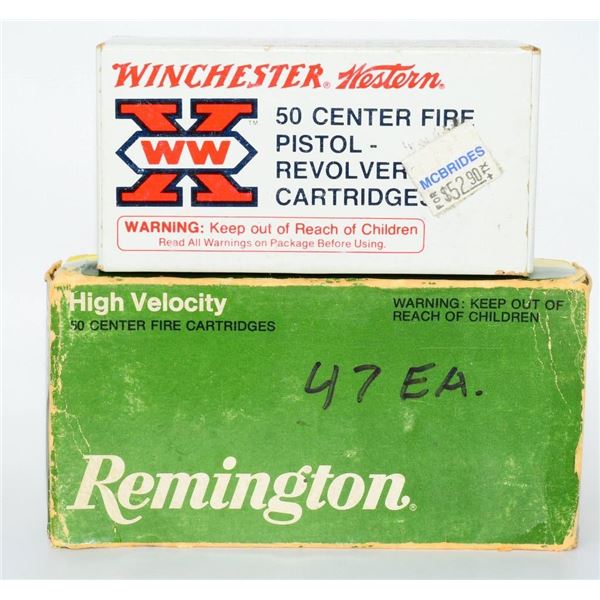 WINCHESTER® Western®
X
WW
™
50 CENTER FIRE
PISTOL -
REVOLVER
CARTRIDGES
MCBRIDES
FOR
$52.90
WARNING: Keep out of Reach of Children
Read All Warnings on Package Before Using.
High Velocity
50 CENTER FIRE CARTRIDGES
WARNING: KEEP OUT OF
REACH OF CHILDREN
47 EA.
Remington®